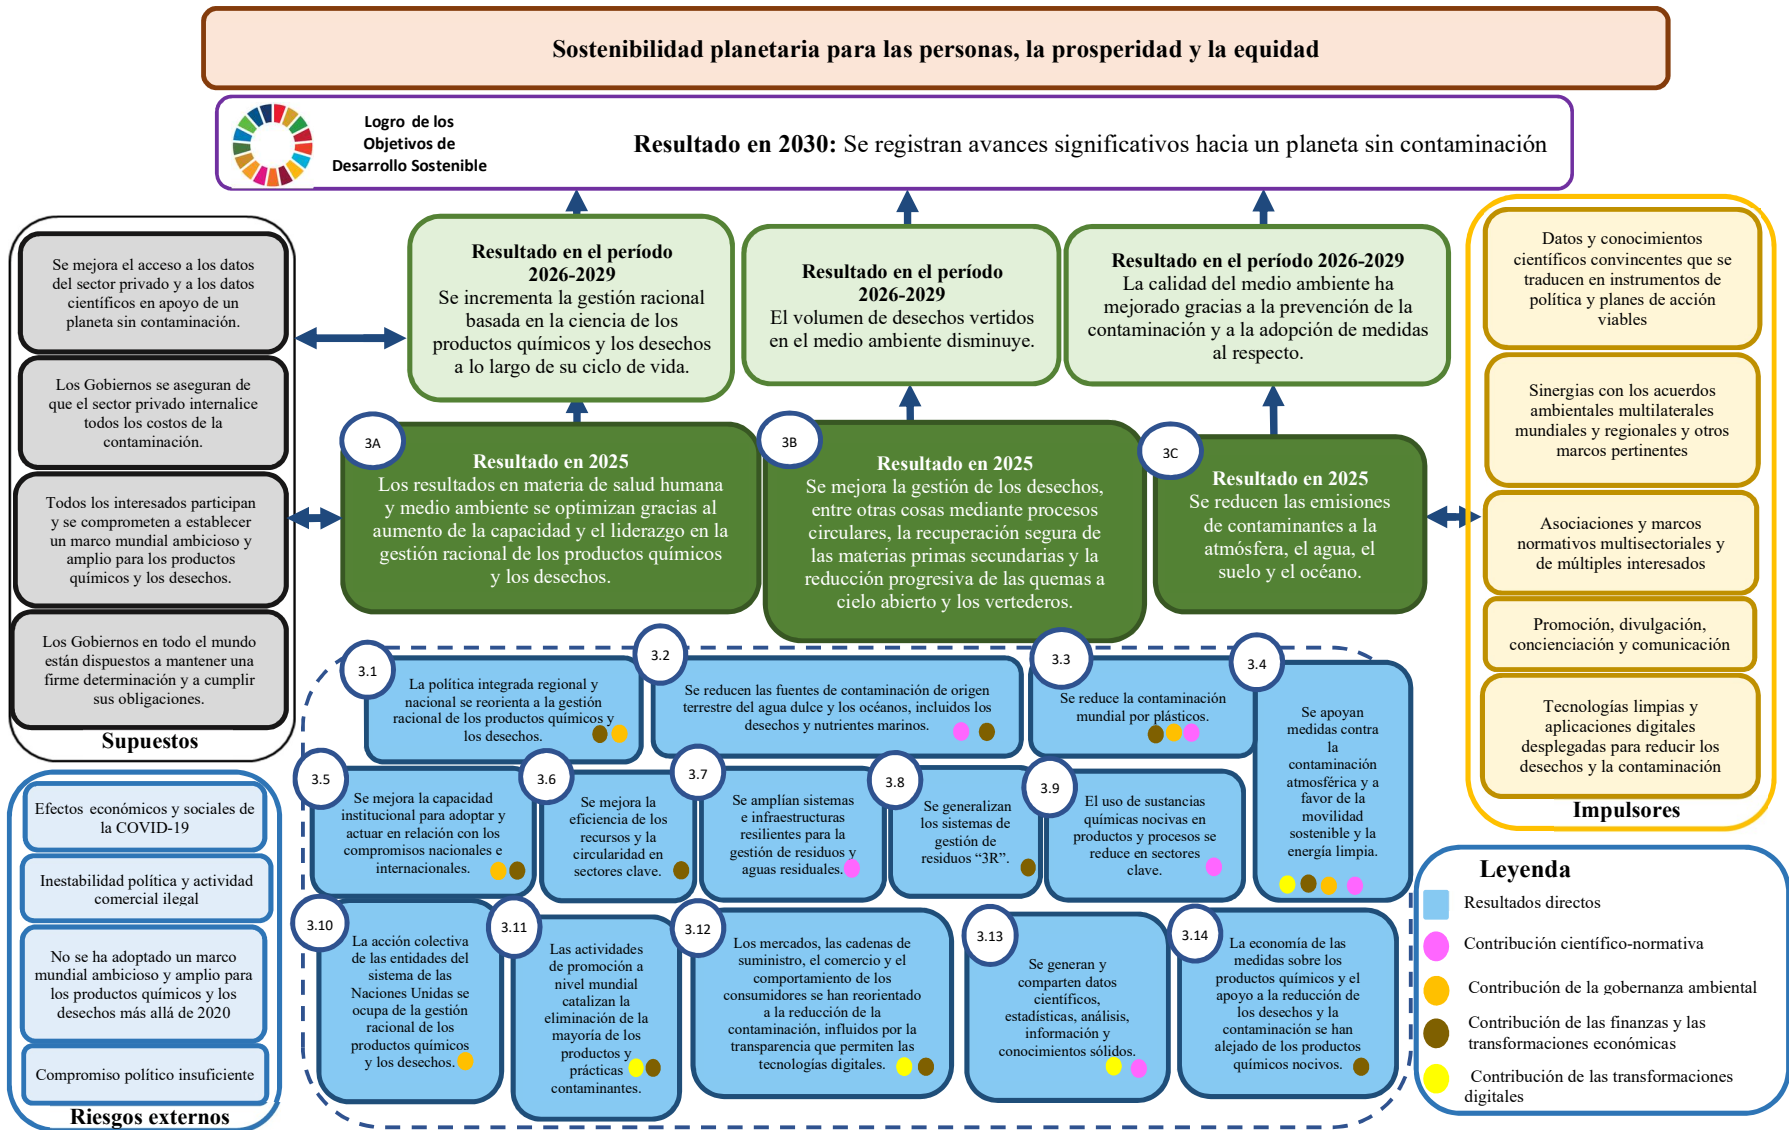 Sostenibilidad planetaria para las personas, la prosperidad y la equidad
Logro de los
Objetivos de
Desarrollo Sostenible
Resultado en 2030: Se registran avances significativos hacia un planeta sin contaminación
Se mejora el acceso a los datos
del sector privado y a los datos
científicos en apoyo de un
planeta sin contaminación.
Los Gobiernos se aseguran de
que el sector privado internalice
todos los costos de la
contaminación.
Todos los interesados participan
y se comprometen a establecer
un marco mundial ambicioso y
amplio para los productos
químicos y los desechos.
Los Gobiernos en todo el mundo
están dispuestos a mantener una
firme determinación y a cumplir
sus obligaciones.
Supuestos
Efectos económicos y sociales de
la COVID-19
Inestabilidad política y actividad
comercial ilegal
No se ha adoptado un marco
mundial ambicioso y amplio para
los productos químicos y los
desechos más allá de 2020
Compromiso político insuficiente
Riesgos externos
Resultado en el período
2026-2029
Se incrementa la gestión racional
basada en la ciencia de los
productos químicos y los desechos
a lo largo de su ciclo de vida.
Resultado en el período
2026-2029
El volumen de desechos vertidos
en el medio ambiente disminuye.
Resultado en el período 2026-2029
La calidad del medio ambiente ha
mejorado gracias a la prevención de la
contaminación y a la adopción de medidas
al respecto.
3A
Resultado en 2025
Los resultados en materia de salud humana
y medio ambiente se optimizan gracias al
aumento de la capacidad y el liderazgo en la
gestión racional de los productos químicos
y los desechos.
3B
Resultado en 2025
Se mejora la gestión de los desechos,
entre otras cosas mediante procesos
circulares, la recuperación segura de
las materias primas secundarias y la
reducción progresiva de las quemas a
cielo abierto y los vertederos.
3C
Resultado en 2025
Se reducen las emisiones
de contaminantes a la
atmósfera, el agua, el
suelo y el océano.
3.1
La política integrada regional y
nacional se reorienta a la gestión
racional de los productos químicos y
los desechos.
3.2
Se reducen las fuentes de contaminación de origen
terrestre del agua dulce y los océanos, incluidos los
desechos y nutrientes marinos.
3.3
Se reduce la contaminación
mundial por plásticos.
3.4
Se apoyan
medidas contra
la
contaminación
atmosférica y a
favor de la
movilidad
sostenible y la
energía limpia.
3.5
Se mejora la capacidad
institucional para adoptar y
actuar en relación con los
compromisos nacionales e
internacionales.
3.6
Se mejora la
eficiencia de los
recursos y la
circularidad en
sectores clave.
3.7
Se amplían sistemas
e infraestructuras
resilientes para la
gestión de residuos y
aguas residuales.
3.8
Se generalizan
los sistemas de
gestión de
residuos “3R”.
3.9
El uso de sustancias
químicas nocivas en
productos y procesos se
reduce en sectores
clave.
3.10
La acción colectiva
de las entidades del
sistema de las
Naciones Unidas se
ocupa de la gestión
racional de los
productos químicos
y los desechos.
3.11
Las actividades
de promoción a
nivel mundial
catalizan la
eliminación de la
mayoría de los
productos y
prácticas
contaminantes.
3.12
Los mercados, las cadenas de
suministro, el comercio y el
comportamiento de los
consumidores se han reorientado
a la reducción de la
contaminación, influidos por la
transparencia que permiten las
tecnologías digitales.
3.13
Se generan y
comparten datos
científicos,
estadísticas, análisis,
información y
conocimientos sólidos.
3.14
La economía de las
medidas sobre los
productos químicos y el
apoyo a la reducción de
los desechos y la
contaminación se han
alejado de los productos
químicos nocivos.
Datos y conocimientos
científicos convincentes que se
traducen en instrumentos de
política y planes de acción
viables
Sinergias con los acuerdos
ambientales multilaterales
mundiales y regionales y otros
marcos pertinentes
Asociaciones y marcos
normativos multisectoriales y
de múltiples interesados
Promoción, divulgación,
concienciación y comunicación
Tecnologías limpias y
aplicaciones digitales
desplegadas para reducir los
desechos y la contaminación
Impulsores
Leyenda
Resultados directos
Contribución científico-normativa
Contribución de la gobernanza ambiental
Contribución de las finanzas y las
transformaciones económicas
Contribución de las transformaciones
digitales